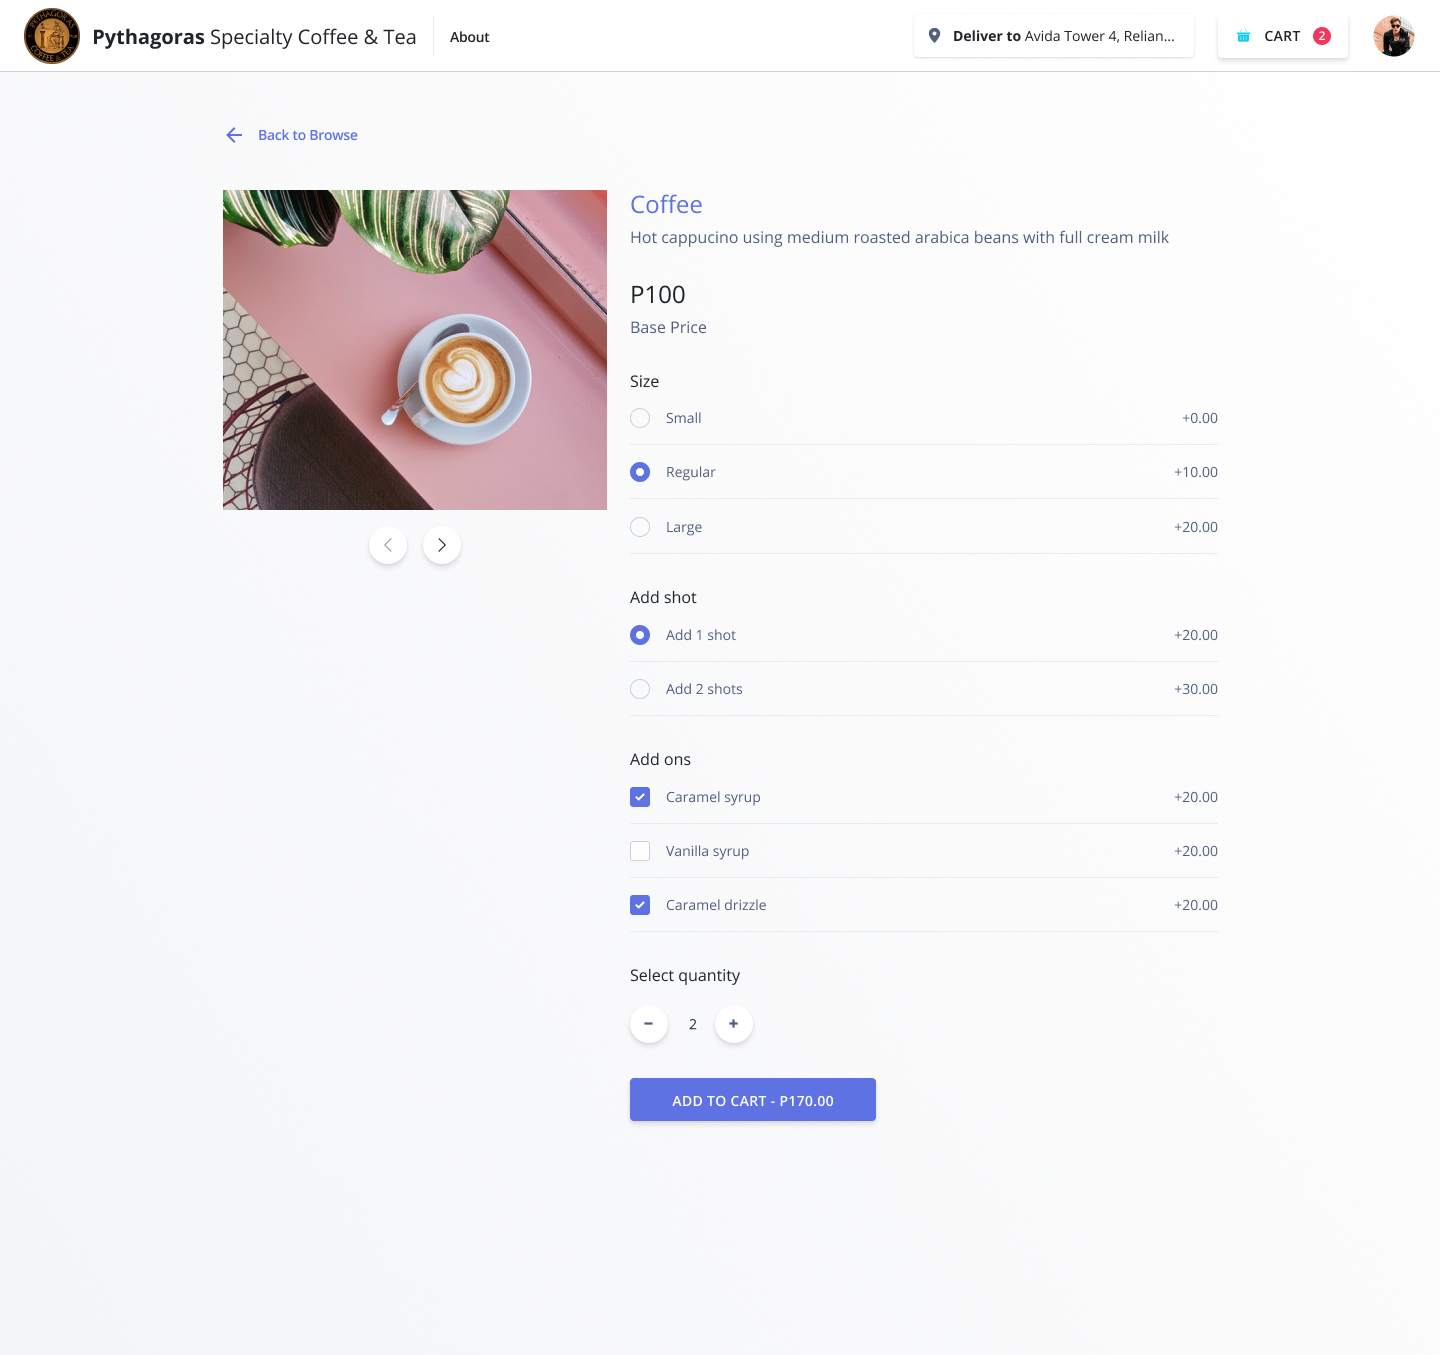 PYTHAGORAS
COFFEE & TEA
Pythagoras Specialty Coffee & Tea
About
Deliver to Avida Tower 4, Relian...
CART 2
Back to Browse
Coffee
Hot cappucino using medium roasted arabica beans with full cream milk
P100
Base Price
Size
Small +0.00
Regular +10.00
Large +20.00
Add shot
Add 1 shot +20.00
Add 2 shots +30.00
Add ons
Caramel syrup +20.00
Vanilla syrup +20.00
Caramel drizzle +20.00
Select quantity
2
ADD TO CART - P170.00